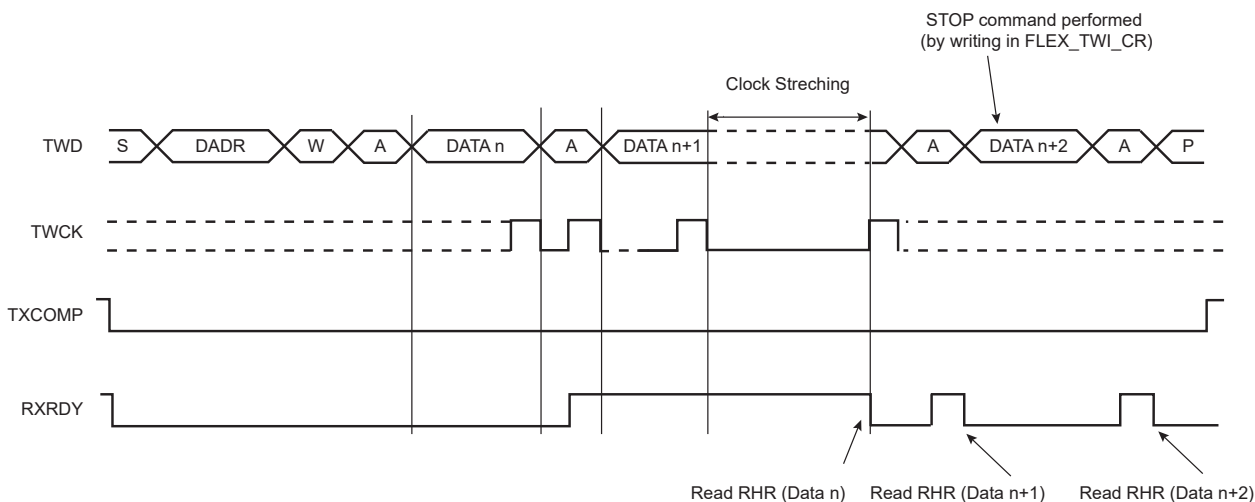 STOP command performed
(by writing in FLEX_TWI_CR)
Clock Streching
TWD S DADR W A DATA n A DATA n+1 A DATA n+2 A P
TWCK
TXCOMP
RXRDY
Read RHR (Data n) Read RHR (Data n+1) Read RHR (Data n+2)